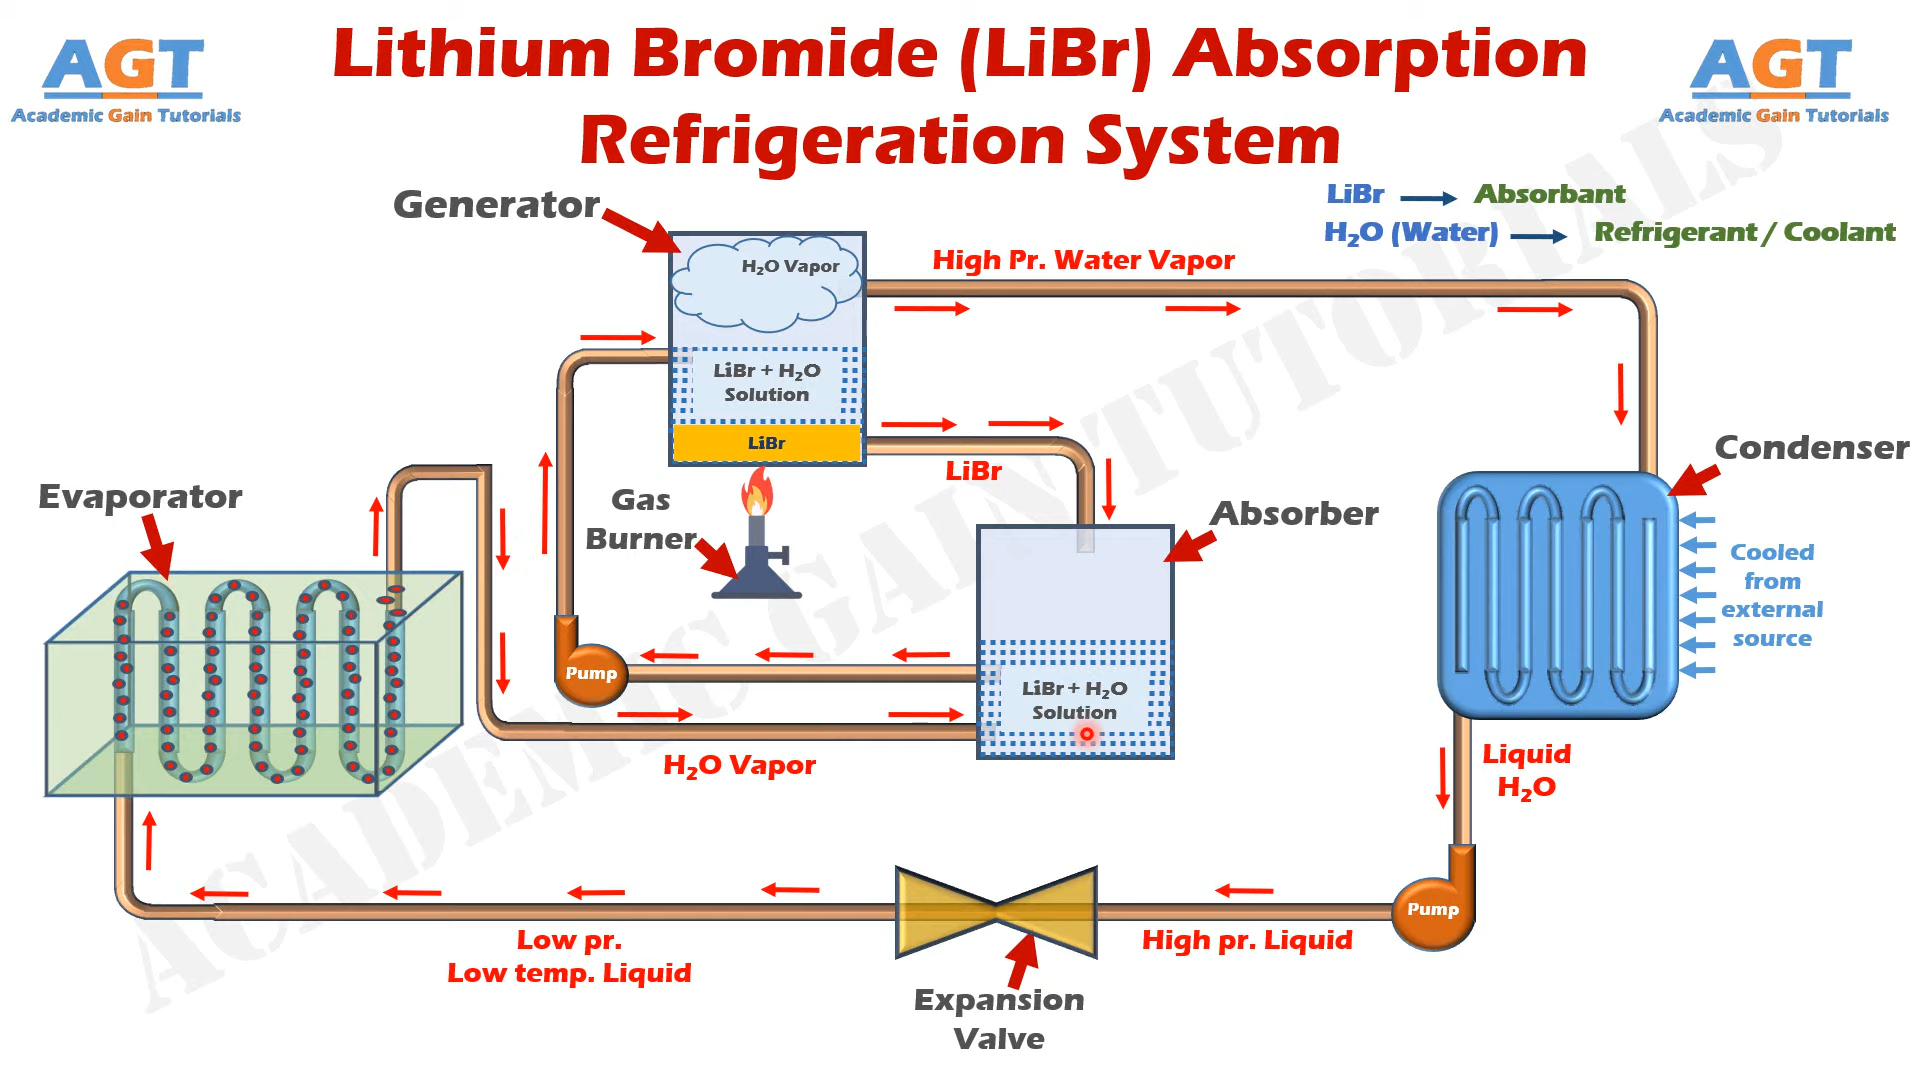 Lithium Bromide (LiBr) Absorption
Refrigeration System
AGT
Academic Gain Tutorials
AGT
Academic Gain Tutorials
LiBr → Absorbant
H₂O (Water) → Refrigerant / Coolant
Generator
H₂O Vapor
High Pr. Water Vapor
LiBr + H₂O
Solution
LiBr
LiBr
Gas
Burner
Evaporator
Absorber
Condenser
Cooled
from
external
source
Pump
LiBr + H₂O
Solution
H₂O Vapor
Liquid
H₂O
Pump
High pr. Liquid
Low pr.
Low temp. Liquid
Expansion
Valve
ACADEMIC GAIN TUTORIALS